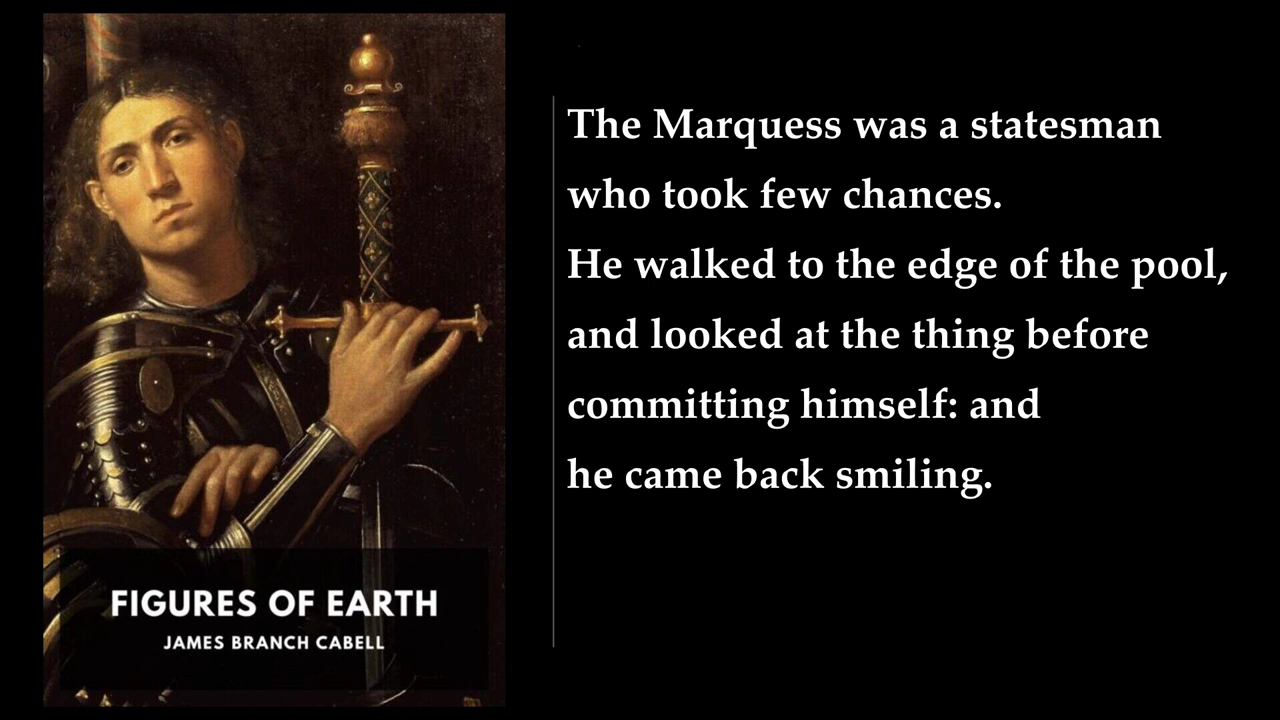 The Marquess was a statesman
who took few chances.
He walked to the edge of the pool,
and looked at the thing before
committing himself: and
he came back smiling.
FIGURES OF EARTH
JAMES BRANCH CABELL